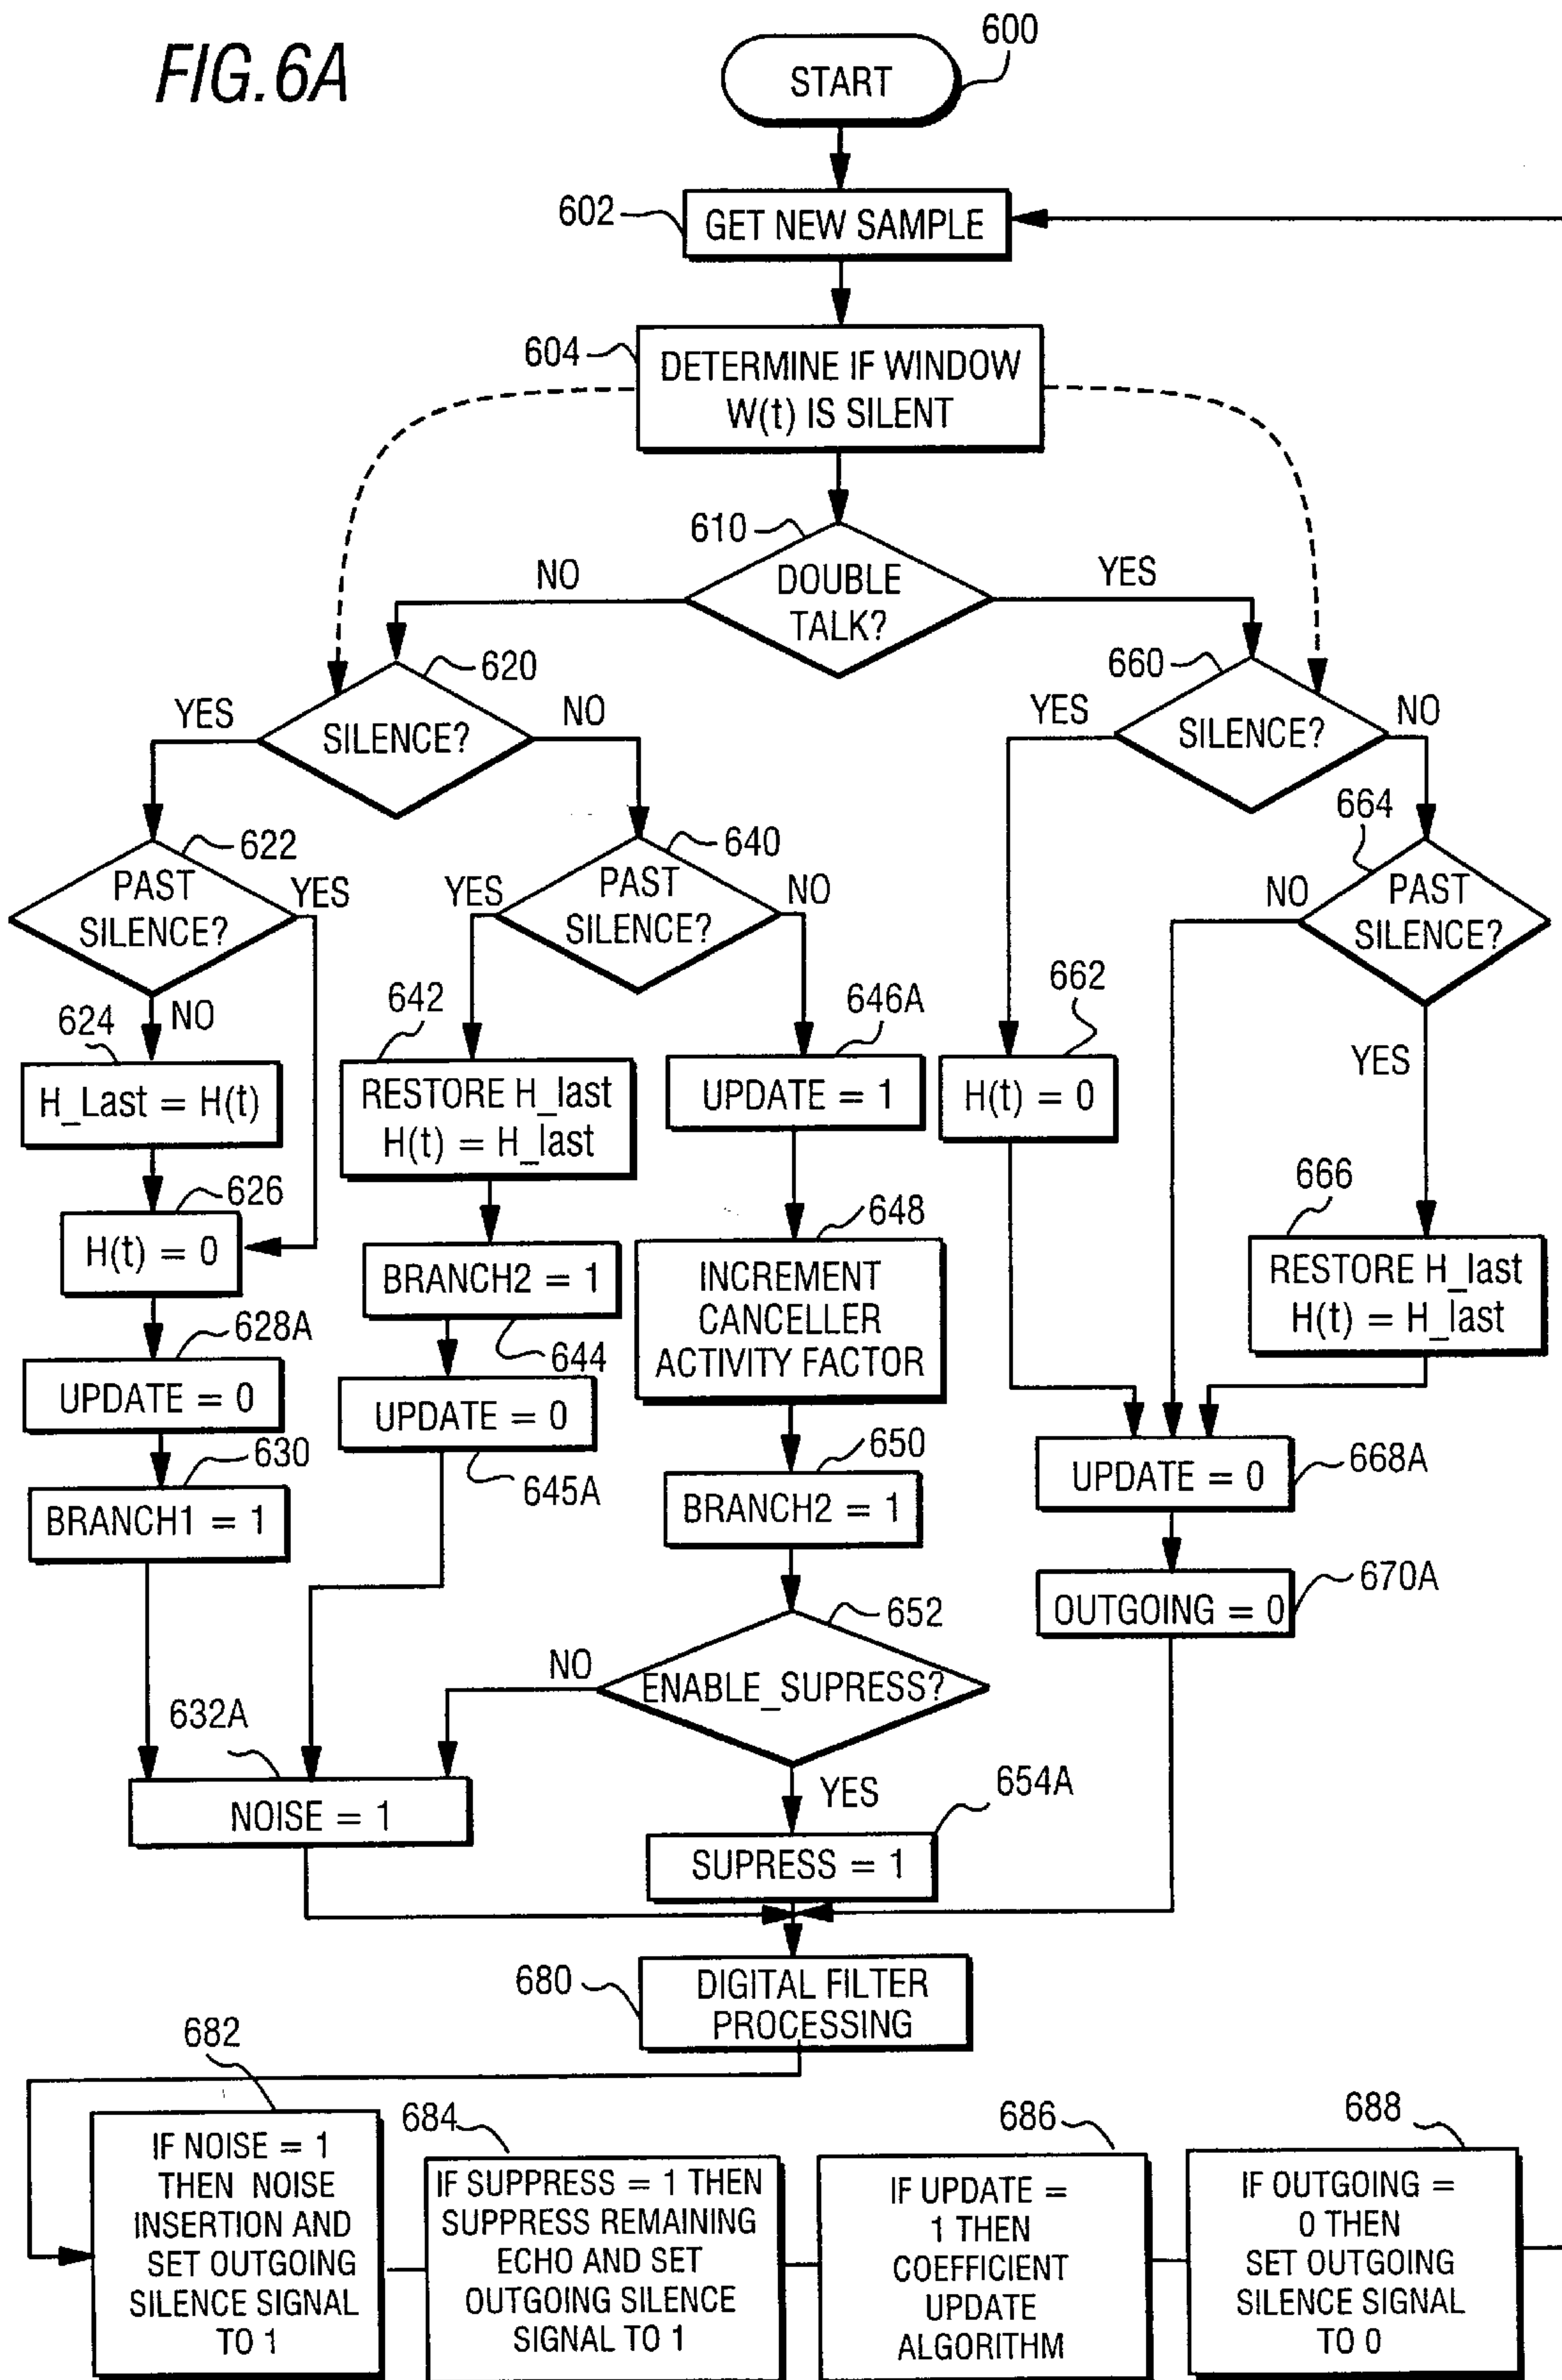 FIG.6A
600
START
602
GET NEW SAMPLE
604
DETERMINE IF WINDOW
W(t) IS SILENT
610
DOUBLE
TALK?
NO
YES
620
SILENCE?
YES
NO
660
SILENCE?
YES
NO
622
PAST
SILENCE?
YES
NO
640
PAST
SILENCE?
YES
NO
664
PAST
SILENCE?
NO
YES
624
H_Last = H(t)
642
RESTORE H_last
H(t) = H_last
646A
UPDATE = 1
662
H(t) = 0
626
H(t) = 0
BRANCH2 = 1
644
648
INCREMENT
CANCELLER
ACTIVITY FACTOR
666
RESTORE H_last
H(t) = H_last
628A
UPDATE = 0
UPDATE = 0
645A
630
BRANCH1 = 1
650
BRANCH2 = 1
UPDATE = 0
668A
OUTGOING = 0
670A
652
ENABLE_SUPRESS?
NO
YES
632A
NOISE = 1
654A
SUPRESS = 1
680
DIGITAL FILTER
PROCESSING
682
IF NOISE = 1
THEN NOISE
INSERTION AND
SET OUTGOING
SILENCE SIGNAL
TO 1
684
IF SUPPRESS = 1 THEN
SUPPRESS REMAINING
ECHO AND SET
OUTGOING SILENCE
SIGNAL TO 1
686
IF UPDATE =
1 THEN
COEFFICIENT
UPDATE
ALGORITHM
688
IF OUTGOING =
0 THEN
SET OUTGOING
SILENCE SIGNAL
TO 0